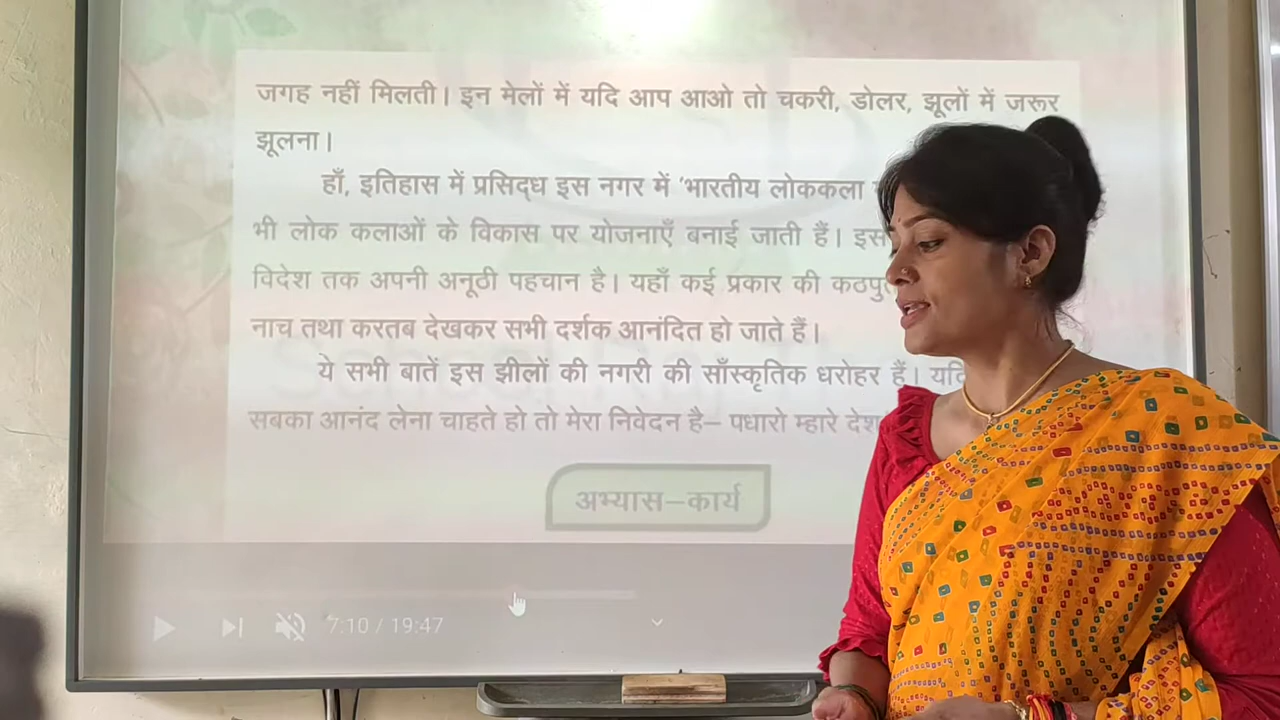 जगह नहीं मिलती। इन मेलों में यदि आप आओ तो चकरी, डोलर, झूलों में जरूर
झूलना।
हाँ, इतिहास में प्रसिद्ध इस नगर में 'भारतीय लोककला
भी लोक कलाओं के विकास पर योजनाएँ बनाई जाती हैं।
विदेश तक अपनी अनूठी पहचान है। यहाँ कई प्रकार की
नाच तथा करतब देखकर सभी दर्शक आनंदित हो जाते हैं।
ये सभी बातें इस झीलों की नगरी की साँस्कृतिक धरोहर हैं। यदि
सबका आनंद लेना चाहते हो तो मेरा निवेदन है– पधारो म्हारे देश
अभ्यास–कार्य
7:10 / 19:47